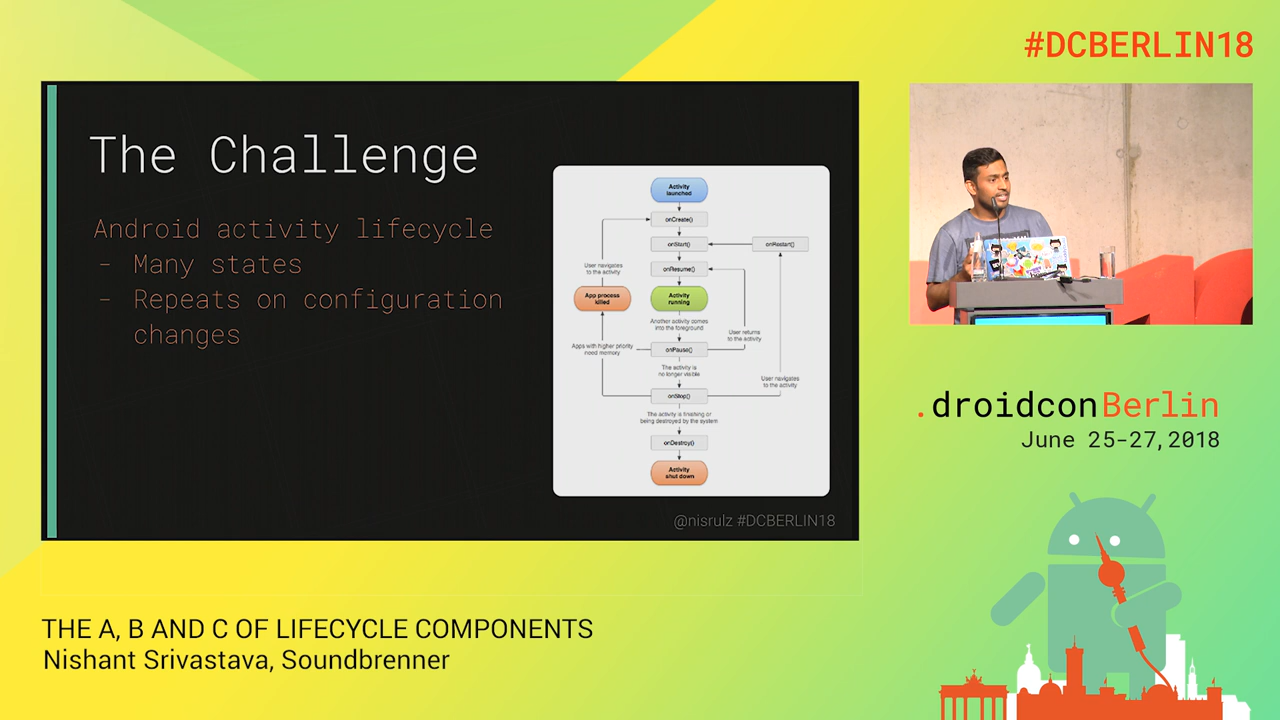 #DCBERLIN18
The Challenge
Android activity lifecycle
- Many states
- Repeats on configuration
changes
Activity
launched
onCreate()
onStart()
onRestart()
User navigates
to the activity
onResume()
App process
killed
Activity
running
Another activity comes
into the foreground
User returns
to the activity
Apps with higher priority
need memory
onPause()
The activity is
no longer visible
User navigates
to the activity
onStop()
The activity is finishing or
being destroyed by the system
onDestroy()
Activity
shut down
@nisrulz #DCBERLIN18
.droidconBerlin
June 25-27, 2018
THE A, B AND C OF LIFECYCLE COMPONENTS
Nishant Srivastava, Soundbrenner